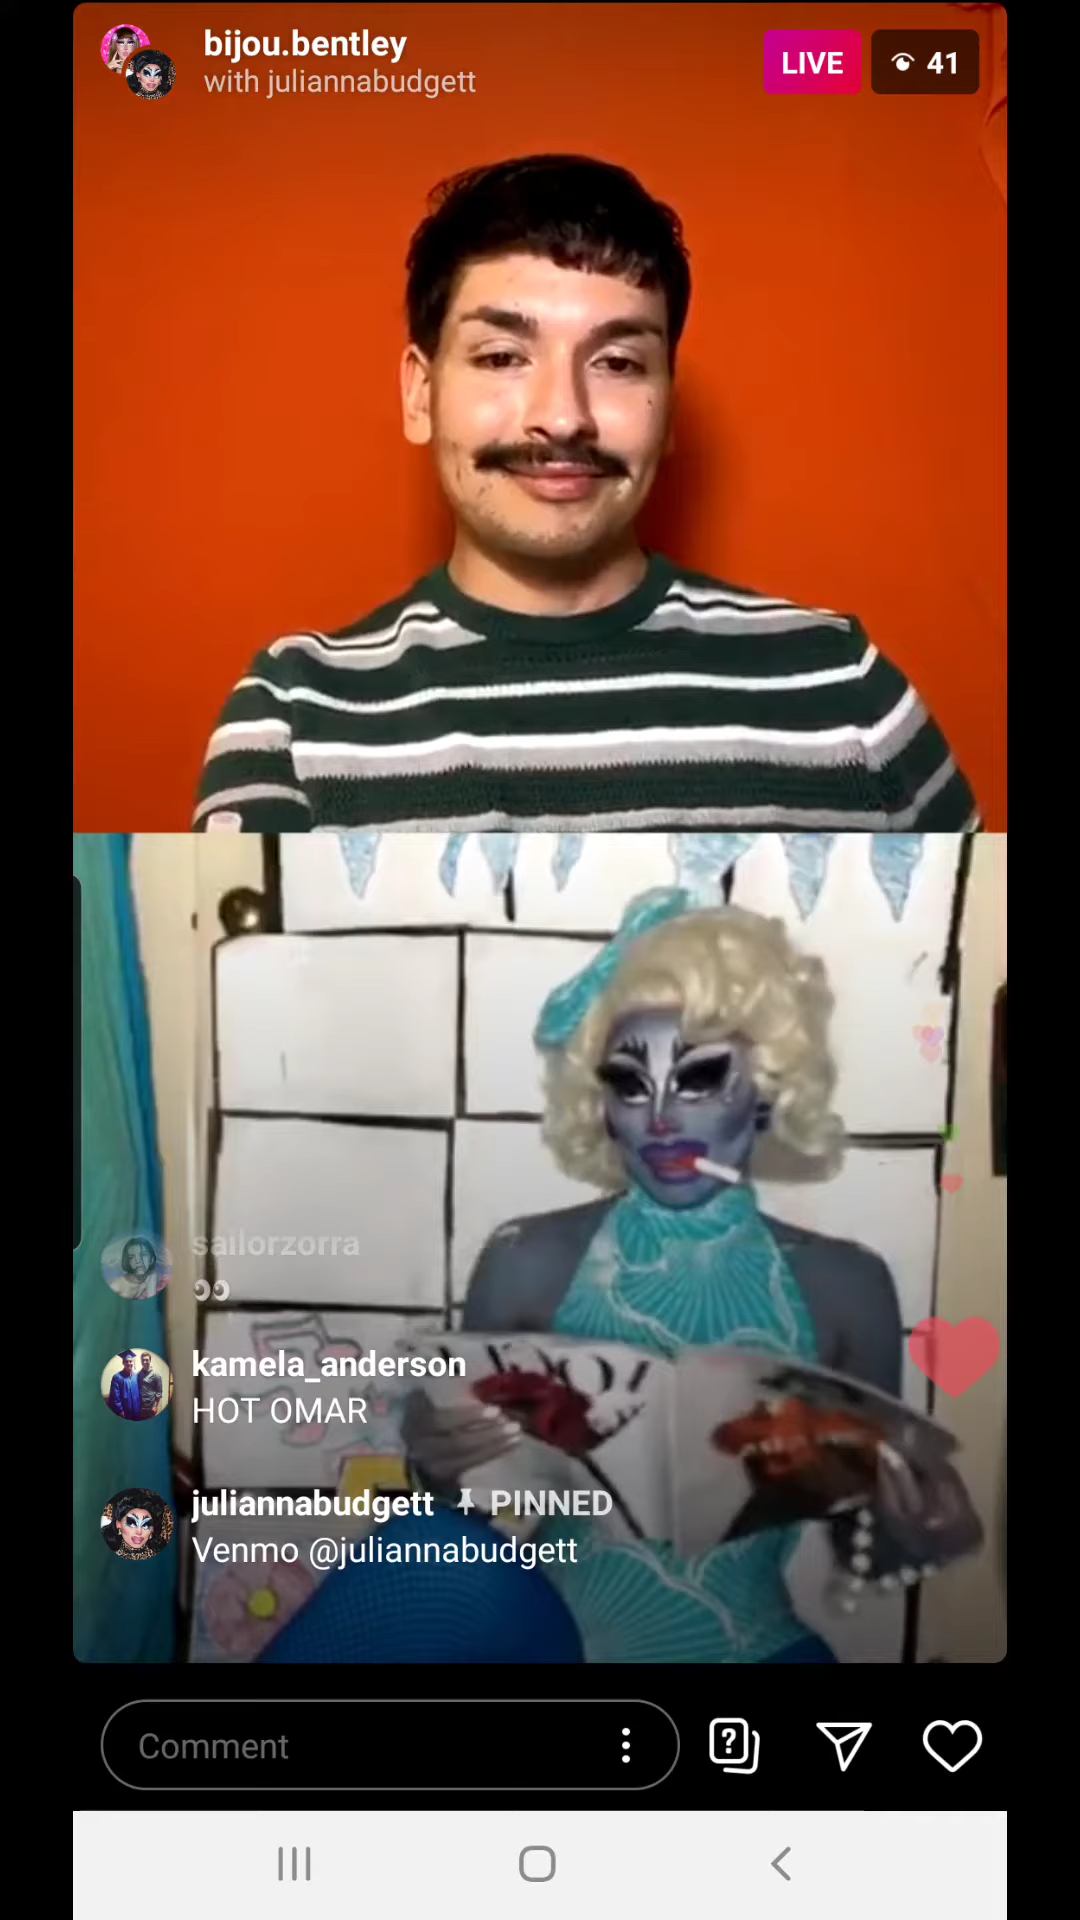 bijou.bentley
with juliannabudgett
LIVE
41
sailorzorra
👀
kamela_anderson
HOT OMAR
juliannabudgett PINNED
Venmo @juliannabudgett
Comment